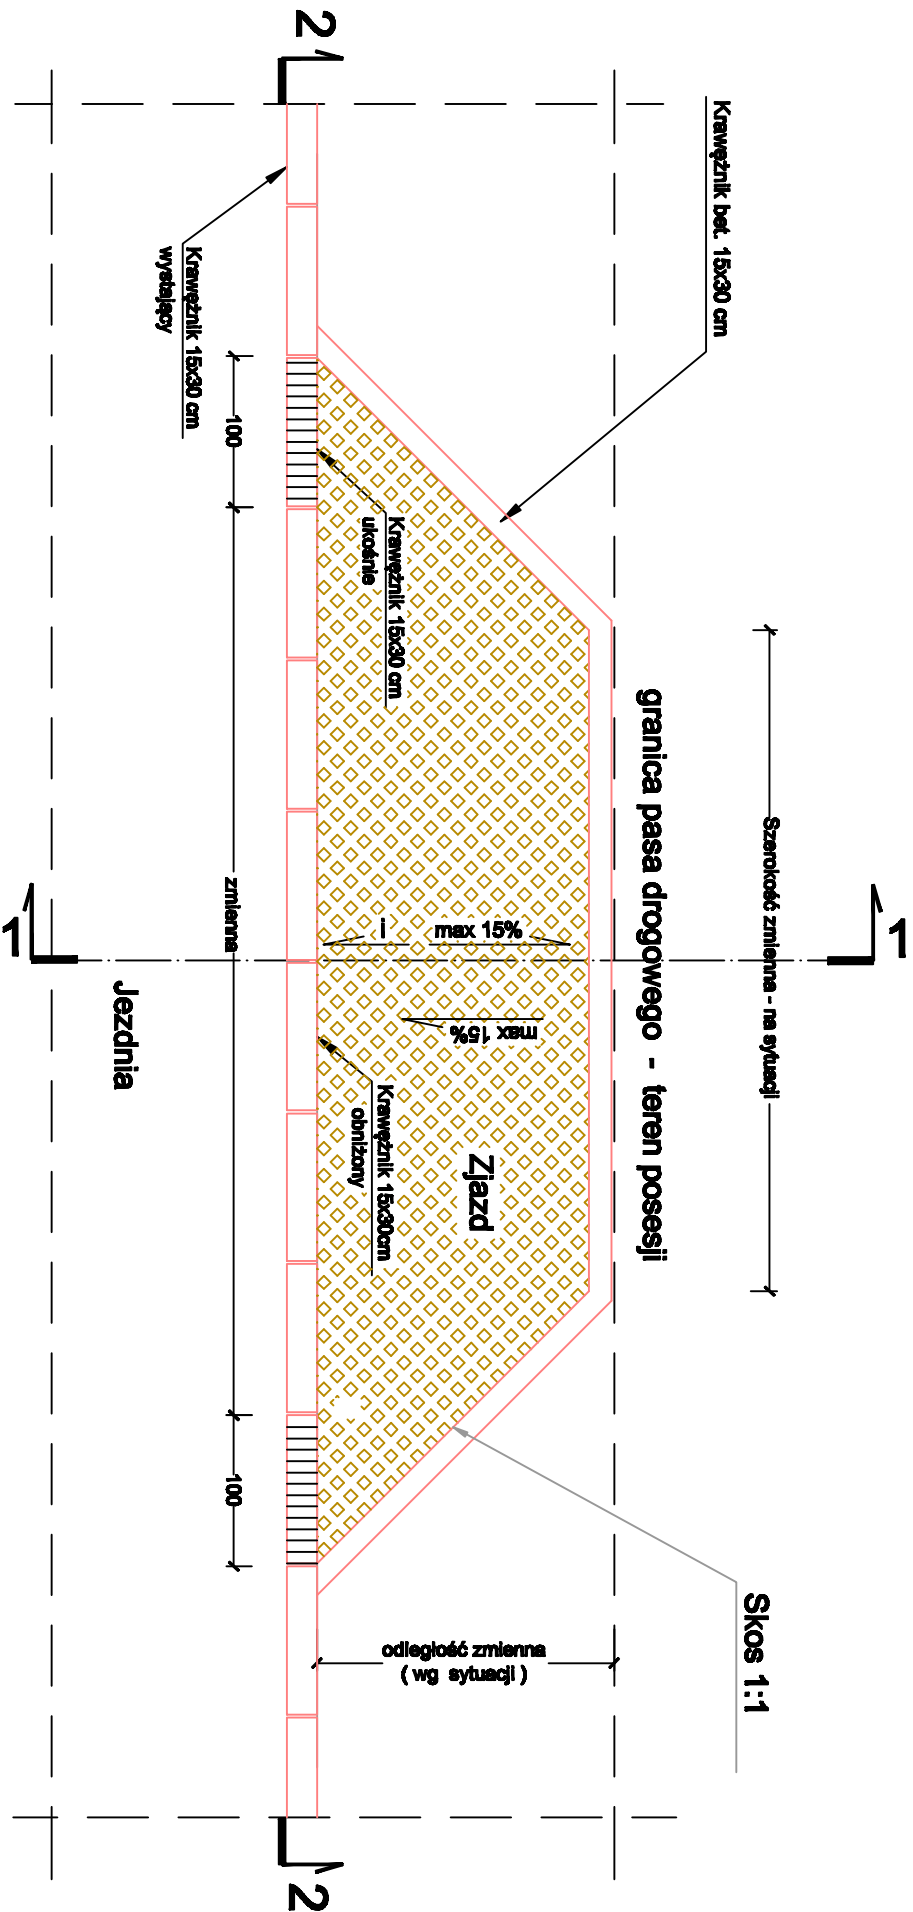 2
Krawężnik bet. 15x30 cm
Krawężnik 15x30 cm
wystający
100
Krawężnik 15x30 cm
ukośnie
granica pasa drogowego - teren posesji
Szerokość zmienna - na sytuacji
zmienna
1
1
i
max 15%
max 15%
Jezdnia
Krawężnik 15x30cm
obniżony
Zjazd
100
Skos 1:1
odległość zmienna
( wg sytuacji )
2